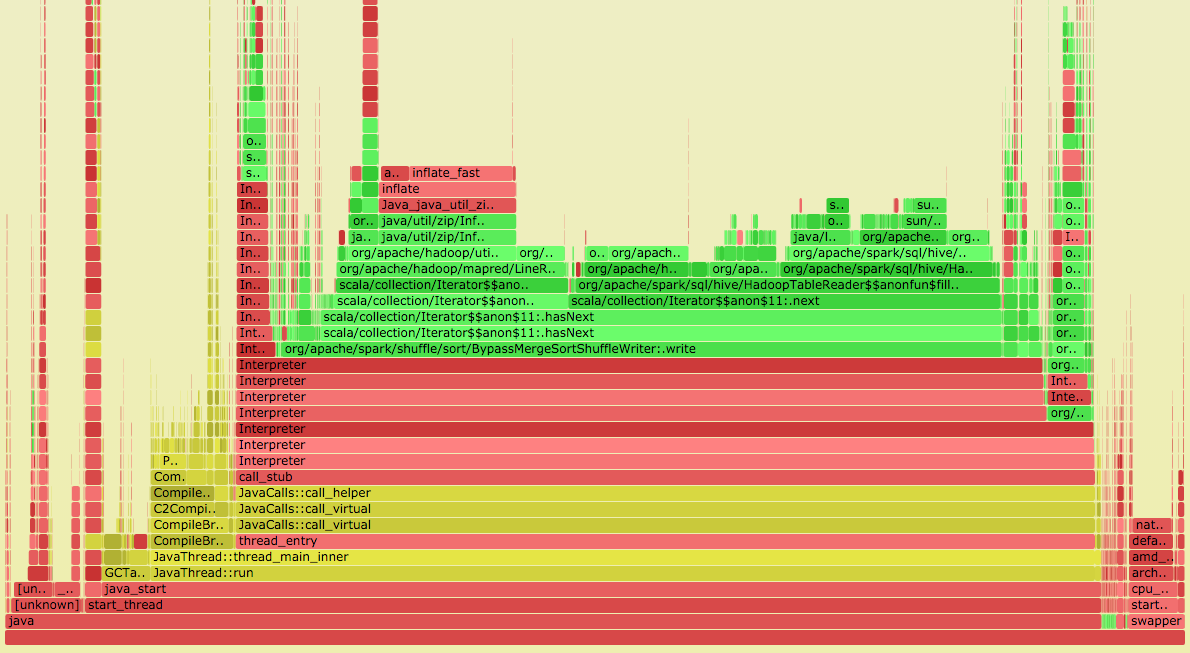 o..
s..
s.. a.. inflate_fast
In.. inflate
In.. Java_java_util_zi.. s.. su.. o..
In.. or.. java/util/zip/Inf.. o.. sun/.. o..
In.. ja.. java/util/zip/Inf.. java/l.. org/apache.. org.. I..
In.. org/apache/hadoop/uti.. org/.. o.. org/apach.. org/apache/spark/sql/hive/.. o..
In.. org/apache/hadoop/mapred/LineR.. org/apache/h.. org/apa.. org/apache/spark/sql/hive/Ha.. o..
In.. scala/collection/Iterator$$ano.. org/apache/spark/sql/hive/HadoopTableReader$$anonfun$fill.. or..
In.. scala/collection/Iterator$$anon.. scala/collection/Iterator$$anon$11:.next or..
In.. scala/collection/Iterator$$anon$11:.hasNext or..
Int.. scala/collection/Iterator$$anon$11:.hasNext or..
Int.. org/apache/spark/shuffle/sort/BypassMergeSortShuffleWriter:.write or..
Interpreter org..
Interpreter Int..
Interpreter Inte..
Interpreter org/..
Interpreter
Interpreter
P.. Interpreter
Com. call_stub
Compile.. JavaCalls::call_helper
C2Compi.. JavaCalls::call_virtual
CompileBr.. JavaCalls::call_virtual nat..
CompileBr.. thread_entry defa..
JavaThread::thread_main_inner amd_..
GCTa.. JavaThread::run arch..
[un.. _.. java_start cpu_..
[unknown] start_thread start..
java swapper